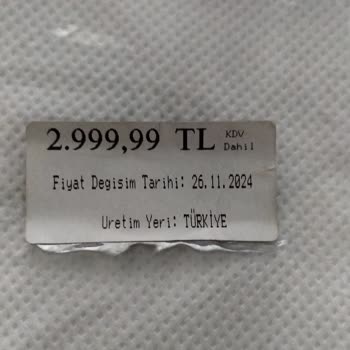 2.999,99 TL KDV
Dahil
Fiyat Degisim Tarihi: 26.11.2024
Uretim Yeri: TÜRKİYE